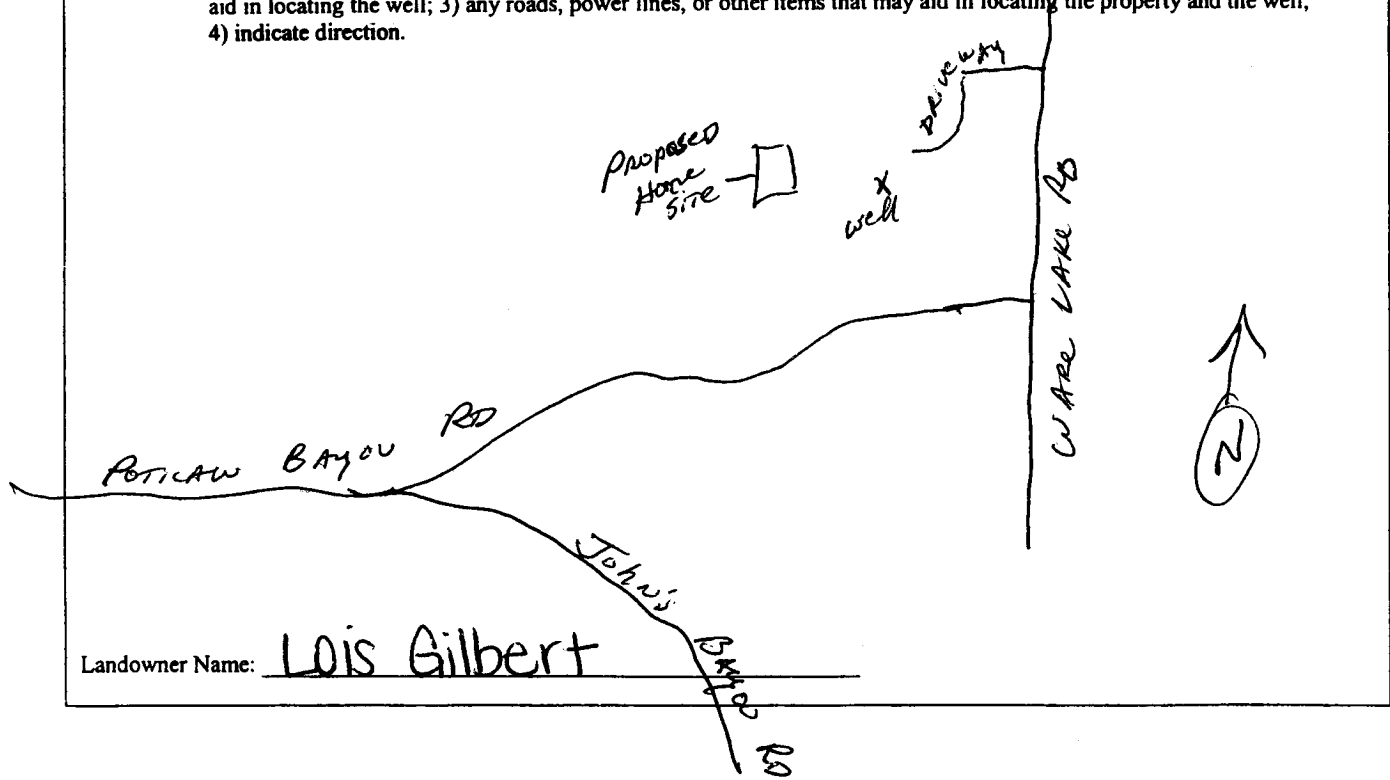 aid in locating the well; 3) any roads, power lines, or other items that may aid in locating the property and the well;
4) indicate direction.
DRIVEWAY
Proposed
Home
Site
x
well
WARE LAKE RD
N
POTICAW BAYOU RD
John's BAYOU RD
Landowner Name: Lois Gilbert